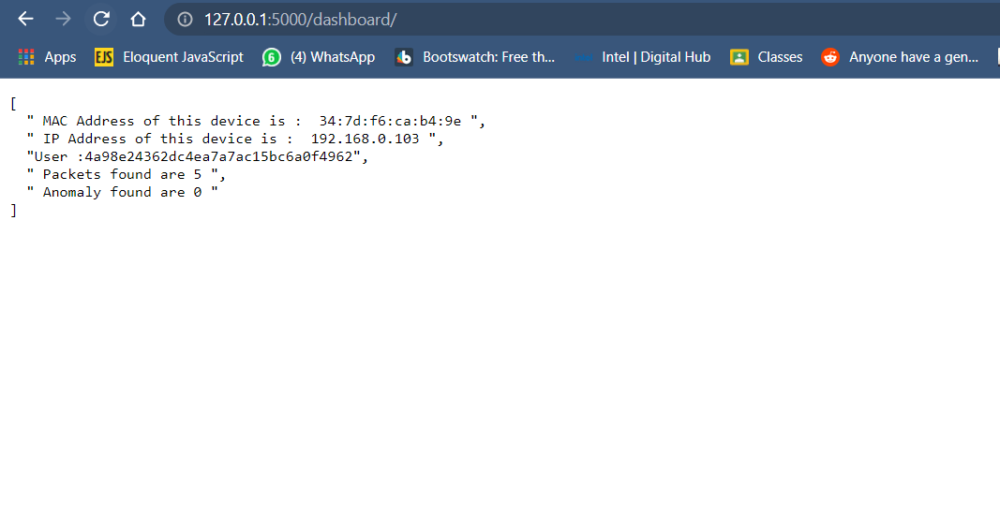 127.0.0.1:5000/dashboard/
Apps EJS Eloquent JavaScript 6 (4) WhatsApp b Bootswatch: Free th... Intel | Digital Hub Classes Anyone have a gen...
[
" MAC Address of this device is :  34:7d:f6:ca:b4:9e ",
" IP Address of this device is :  192.168.0.103 ",
"User :4a98e24362dc4ea7a7ac15bc6a0f4962",
" Packets found are 5 ",
" Anomaly found are 0 "
]